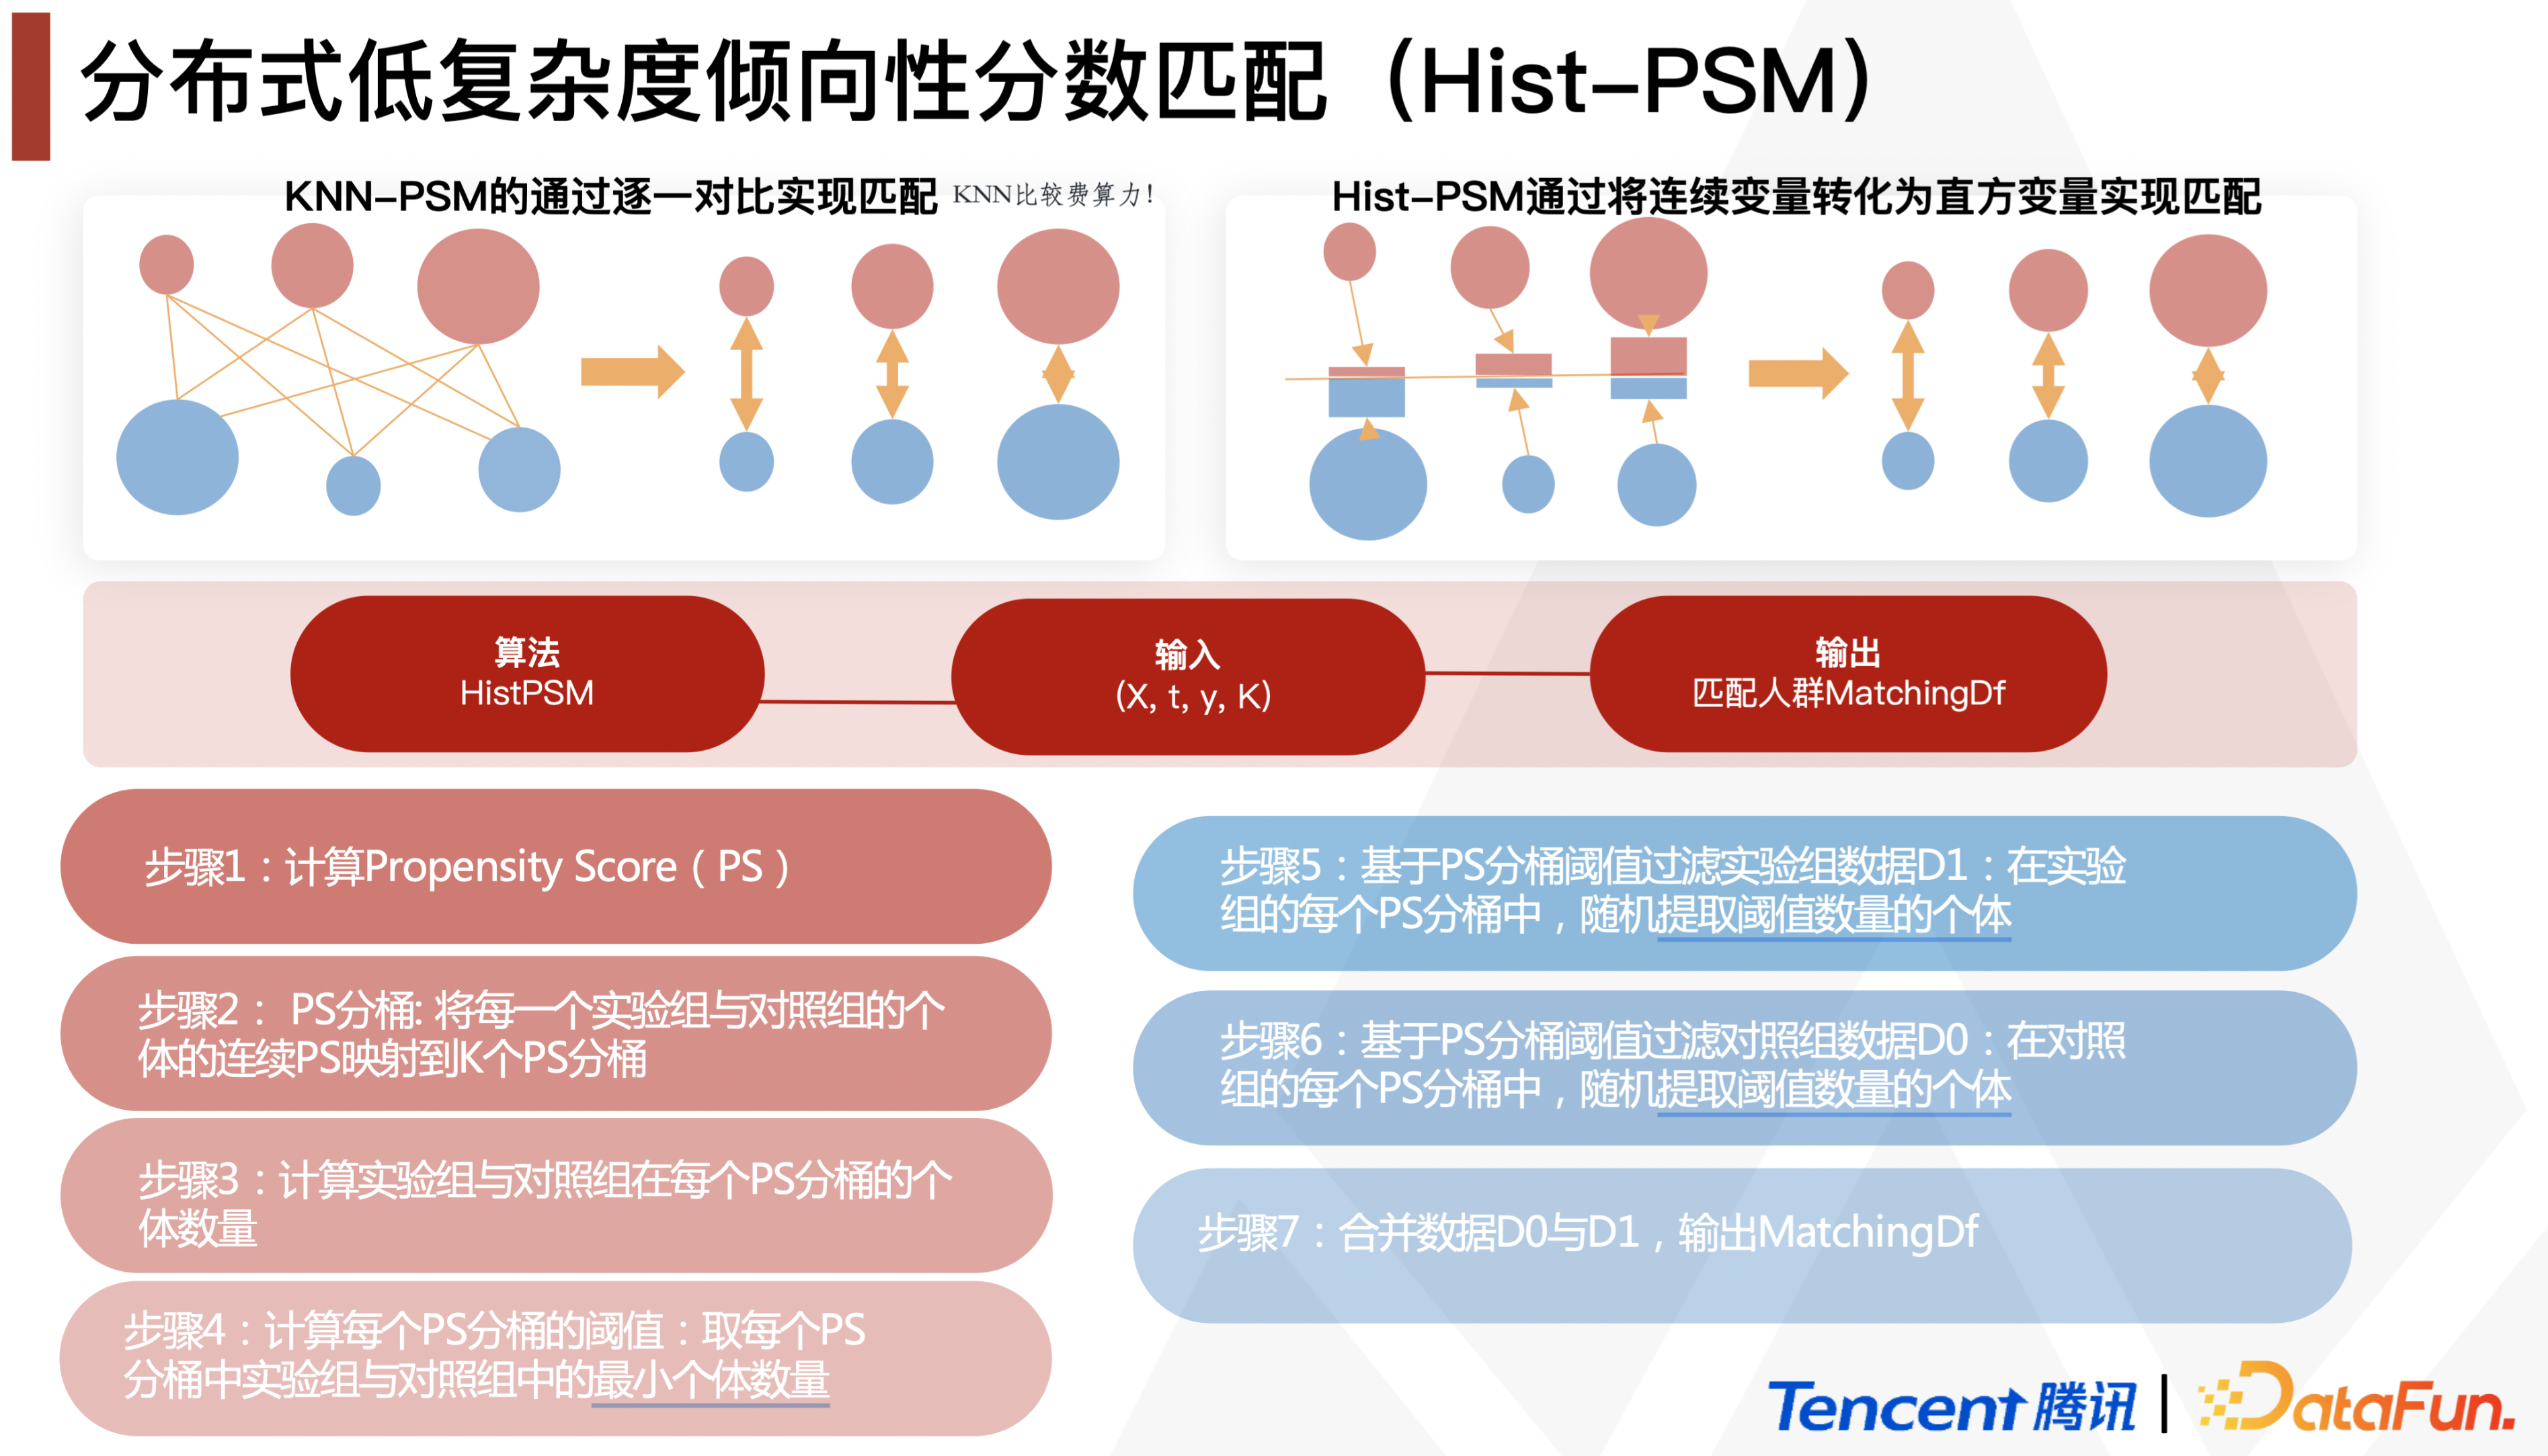 分布式低复杂度倾向性分数匹配（Hist-PSM）
KNN-PSM的通过逐一对比实现匹配 KNN比较费算力！
Hist-PSM通过将连续变量转化为直方变量实现匹配
算法
HistPSM
输入
(X, t, y, K)
输出
匹配人群MatchingDf
步骤1：计算Propensity Score（PS）
步骤2： PS分桶: 将每一个实验组与对照组的个
体的连续PS映射到K个PS分桶
步骤3：计算实验组与对照组在每个PS分桶的个
体数量
步骤4：计算每个PS分桶的阈值：取每个PS
分桶中实验组与对照组中的最小个体数量
步骤5：基于PS分桶阈值过滤实验组数据D1：在实验
组的每个PS分桶中，随机提取阈值数量的个体
步骤6：基于PS分桶阈值过滤对照组数据D0：在对照
组的每个PS分桶中，随机提取阈值数量的个体
步骤7：合并数据D0与D1，输出MatchingDf
Tencent 腾讯 | DataFun.